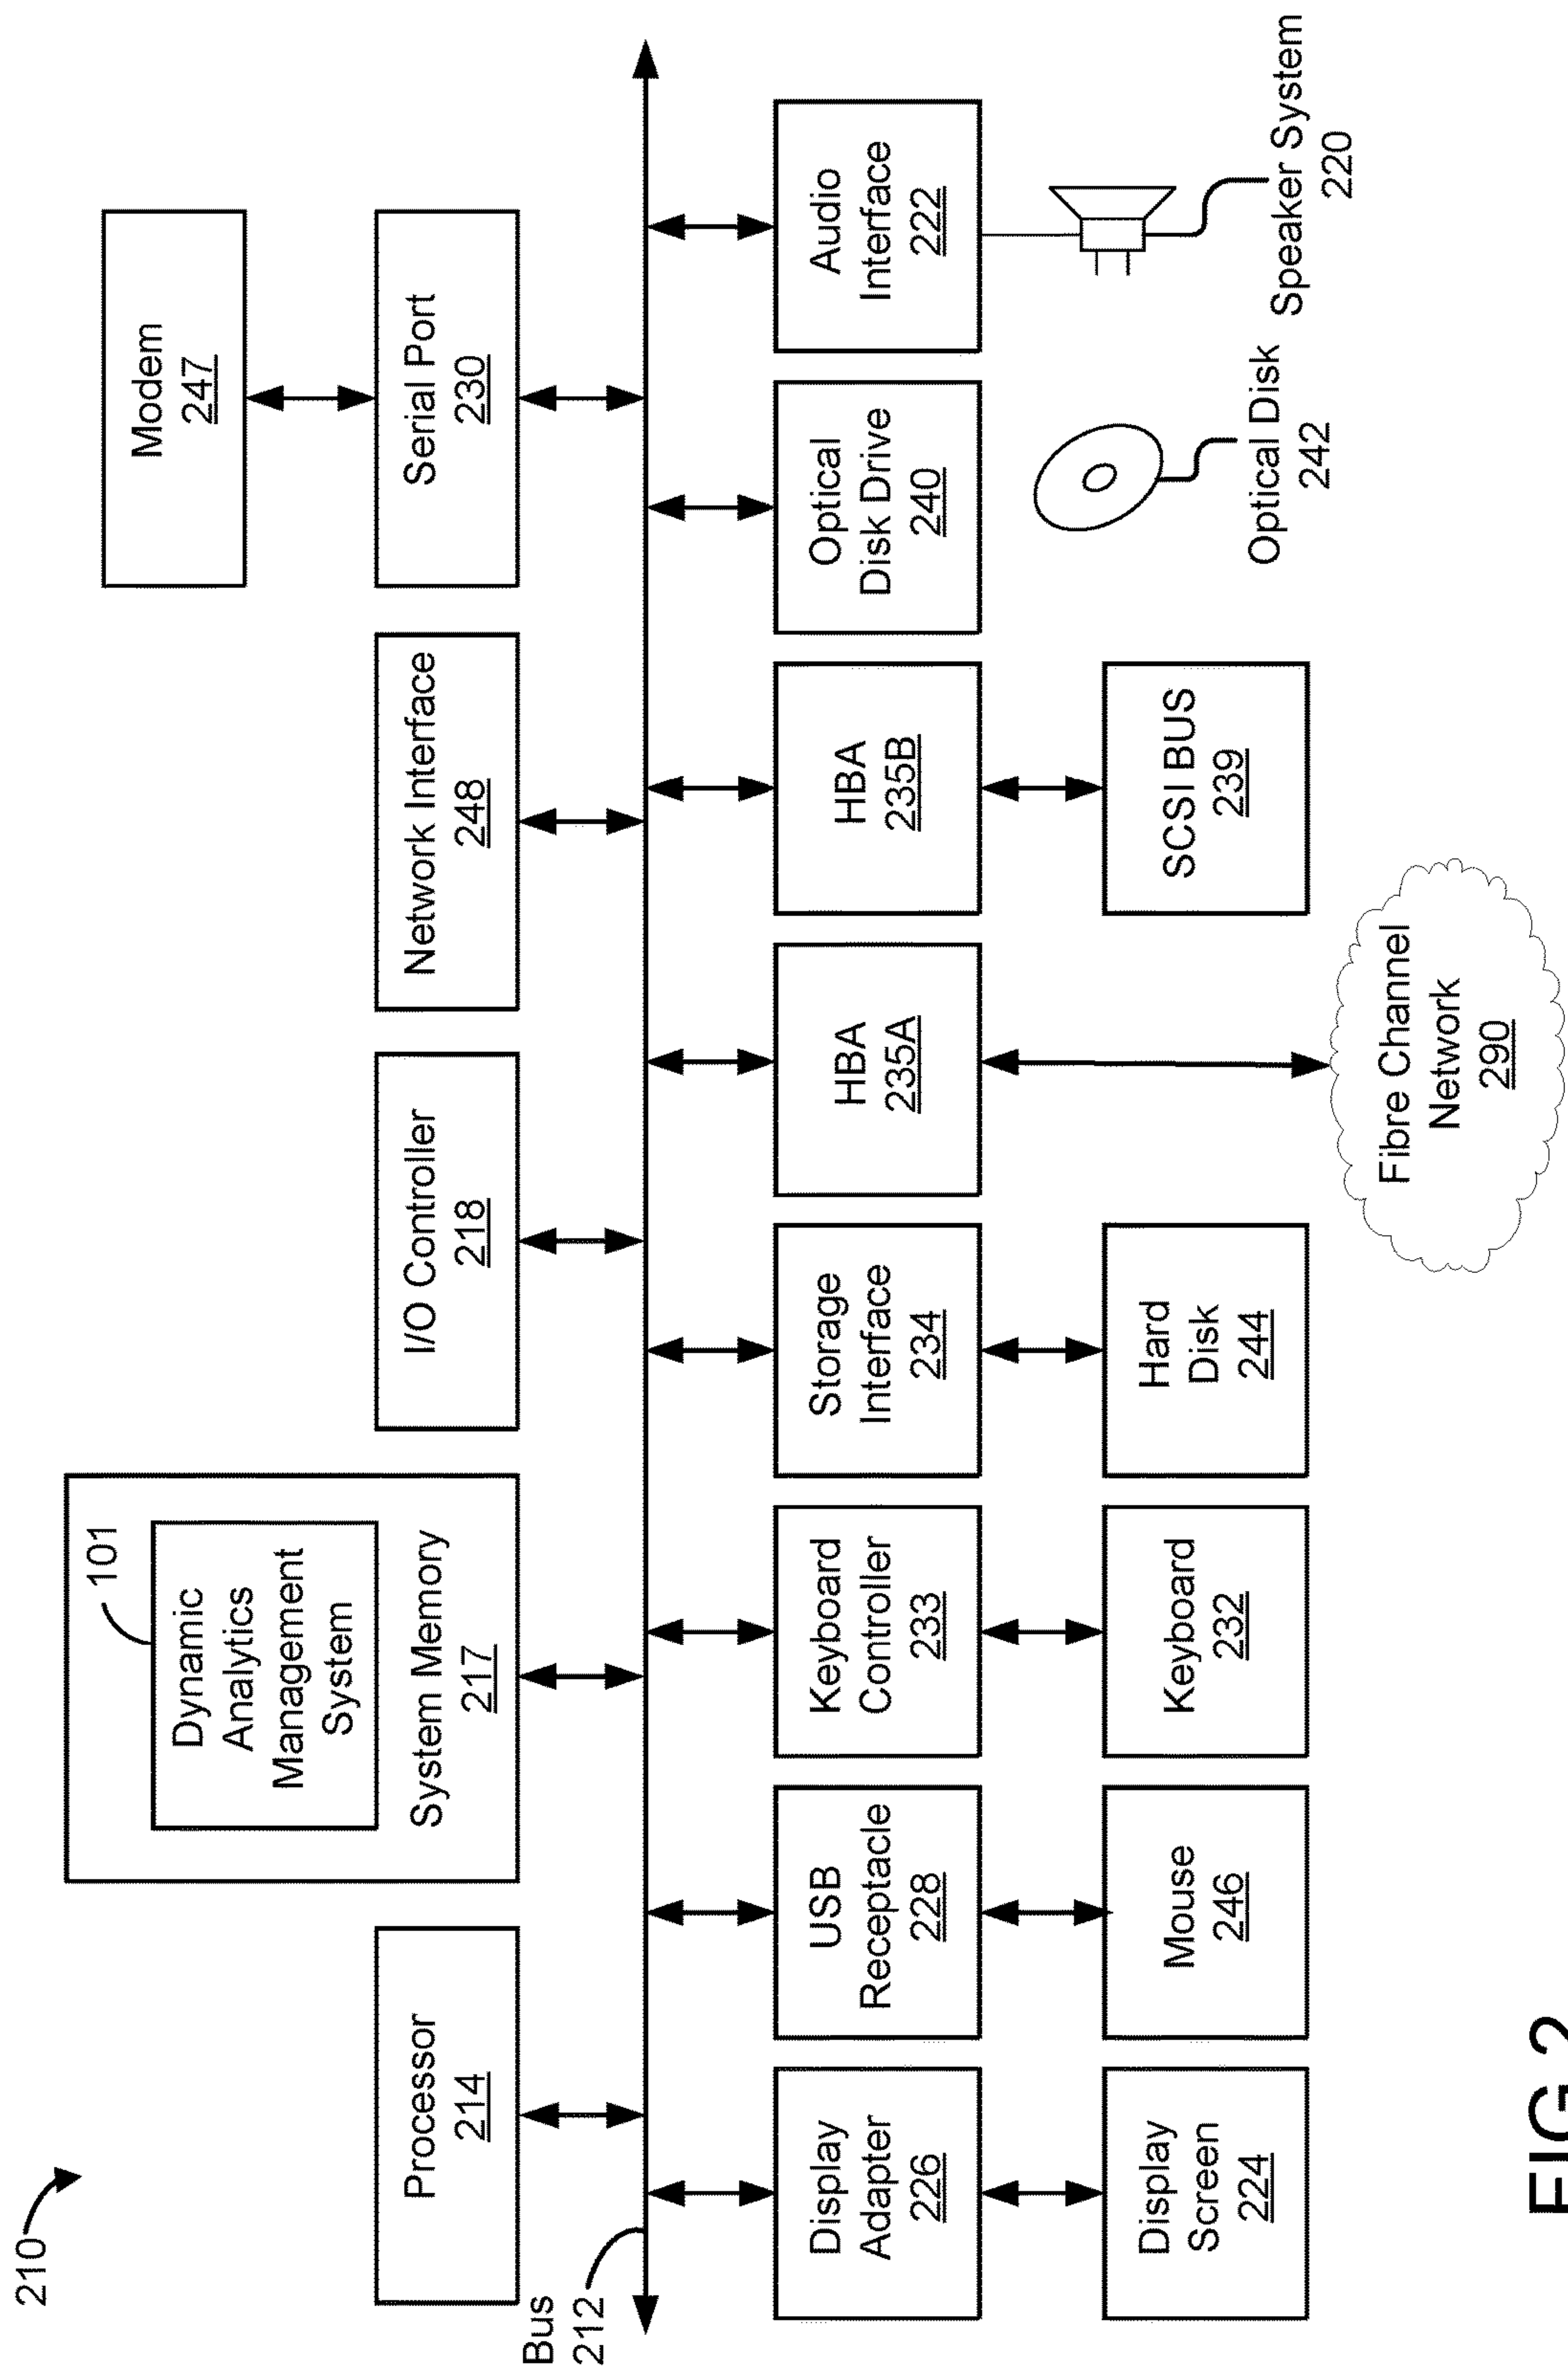 210
Processor
214
101
Dynamic
Analytics
Management
System
System Memory
217
I/O Controller
218
Network Interface
248
Modem
247
Serial Port
230
Bus
212
Display
Adapter
226
USB
Receptacle
228
Keyboard
Controller
233
Storage
Interface
234
HBA
235A
HBA
235B
Optical
Disk Drive
240
Audio
Interface
222
Display
Screen
224
Mouse
246
Keyboard
232
Hard
Disk
244
Fibre Channel
Network
290
SCSI BUS
239
Optical Disk
242
Speaker System
220
FIG 2